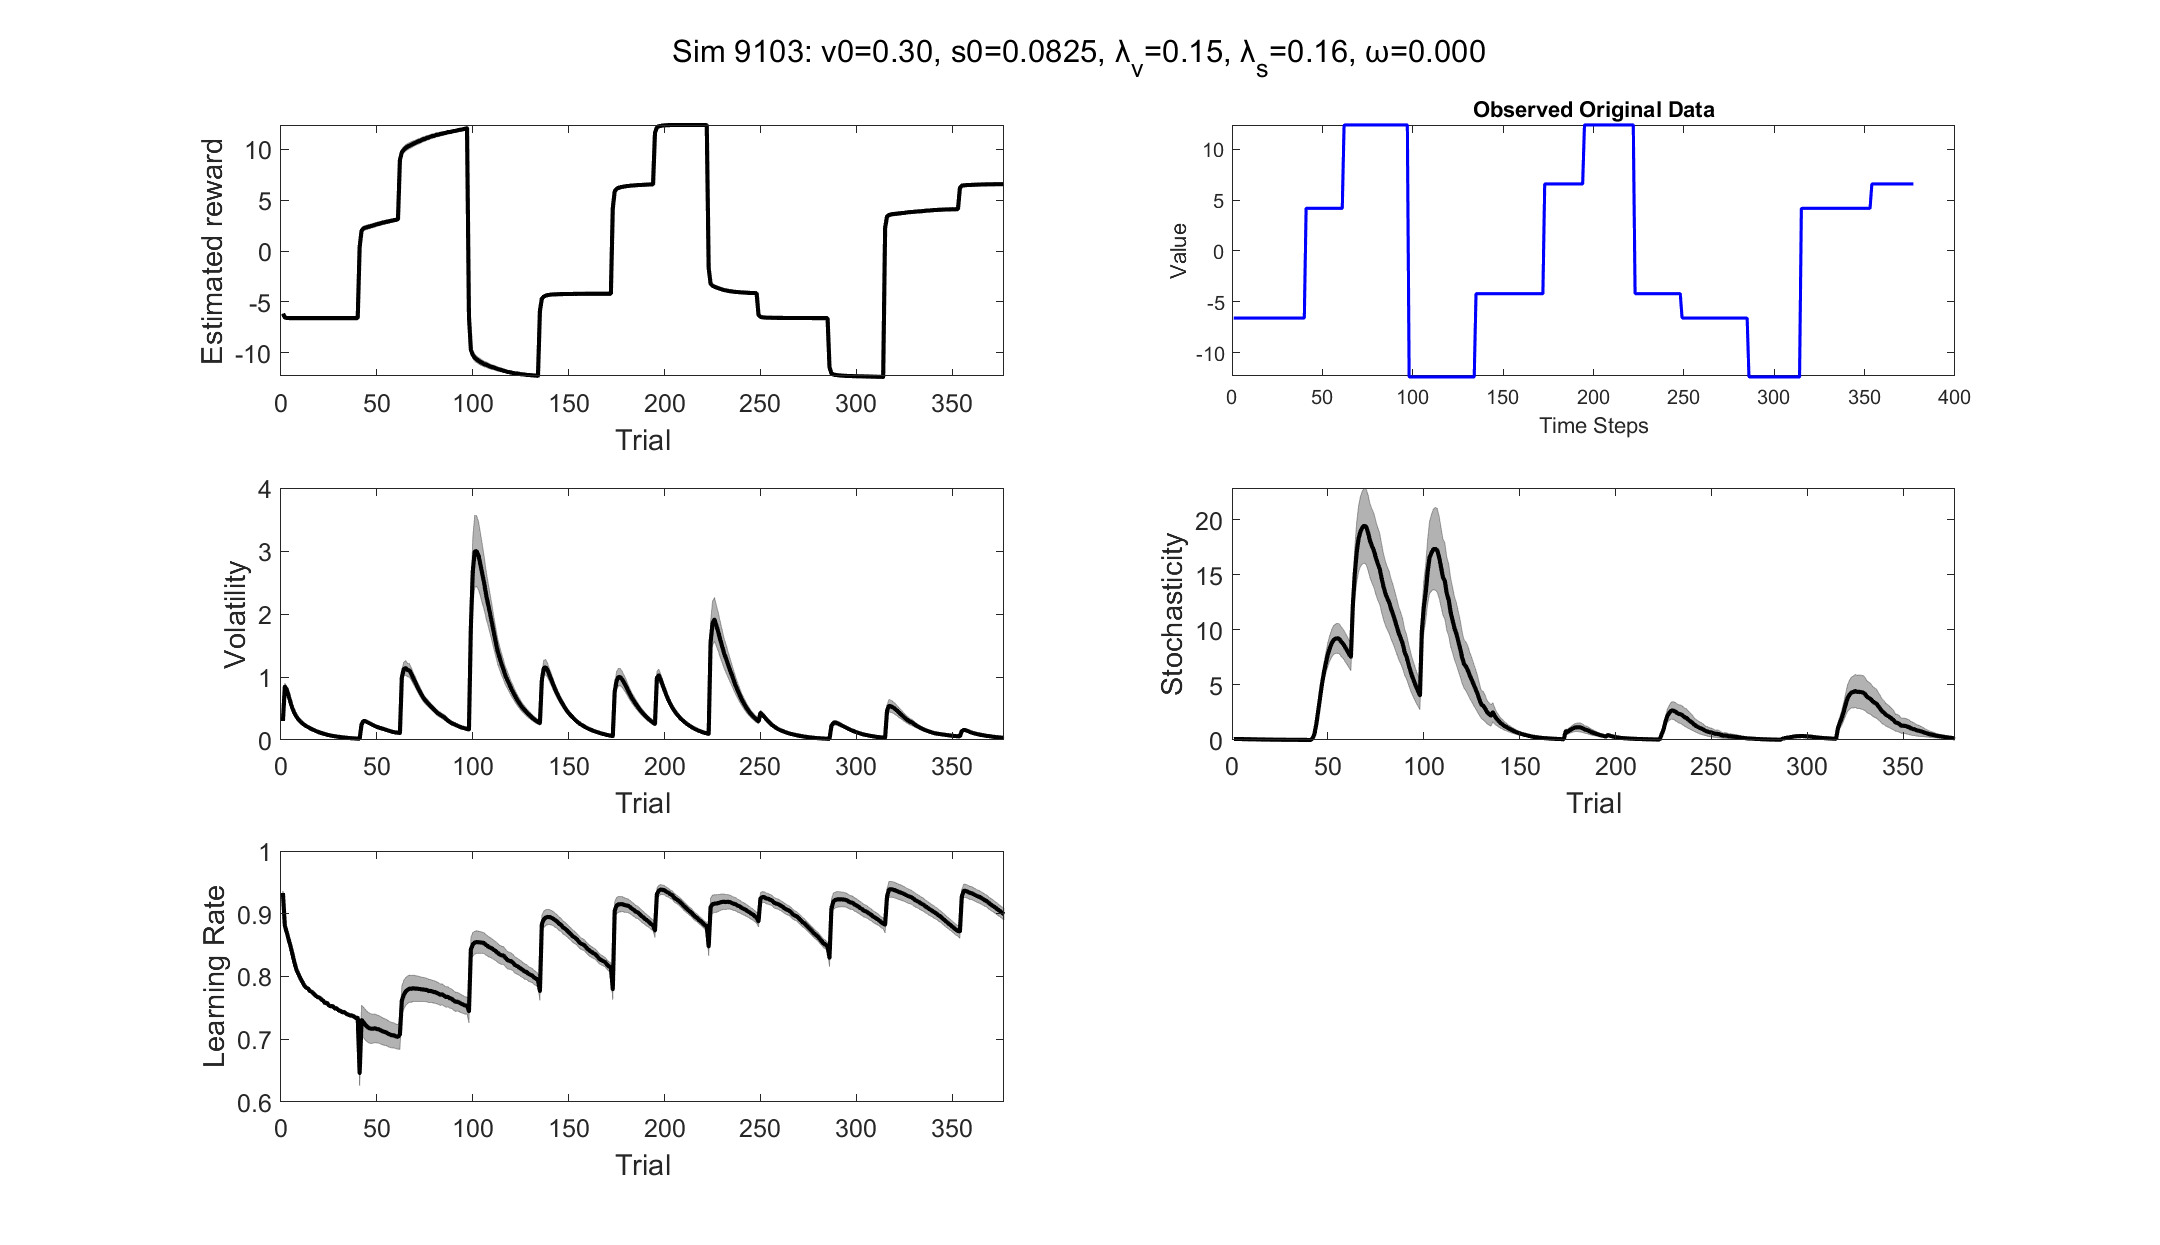 Sim 9103: v0=0.30, s0=0.0825, λ_v=0.15, λ_s=0.16, ω=0.000
Estimated reward
10
5
0
-5
-10
0 50 100 150 200 250 300 350
Trial
Observed Original Data
Value
10
5
0
-5
-10
0 50 100 150 200 250 300 350 400
Time Steps
Volatility
4
3
2
1
0
0 50 100 150 200 250 300 350
Trial
Stochasticity
20
15
10
5
0
0 50 100 150 200 250 300 350
Trial
Learning Rate
1
0.9
0.8
0.7
0.6
0 50 100 150 200 250 300 350
Trial